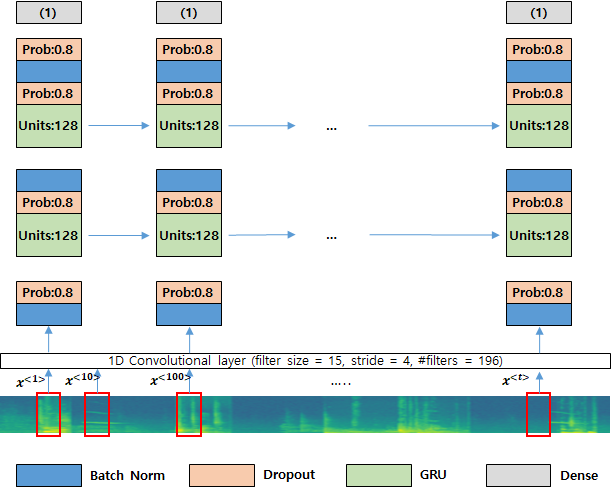 (1) (1) (1)
Prob:0.8 Prob:0.8 Prob:0.8
Prob:0.8 Prob:0.8 Prob:0.8
Units:128 Units:128 ... Units:128
Prob:0.8 Prob:0.8 Prob:0.8
Units:128 Units:128 ... Units:128
Prob:0.8 Prob:0.8 Prob:0.8
1D Convolutional layer (filter size = 15, stride = 4, #filters = 196)
x<1> x<10> x<100> ..... x<t>
Batch Norm Dropout GRU Dense